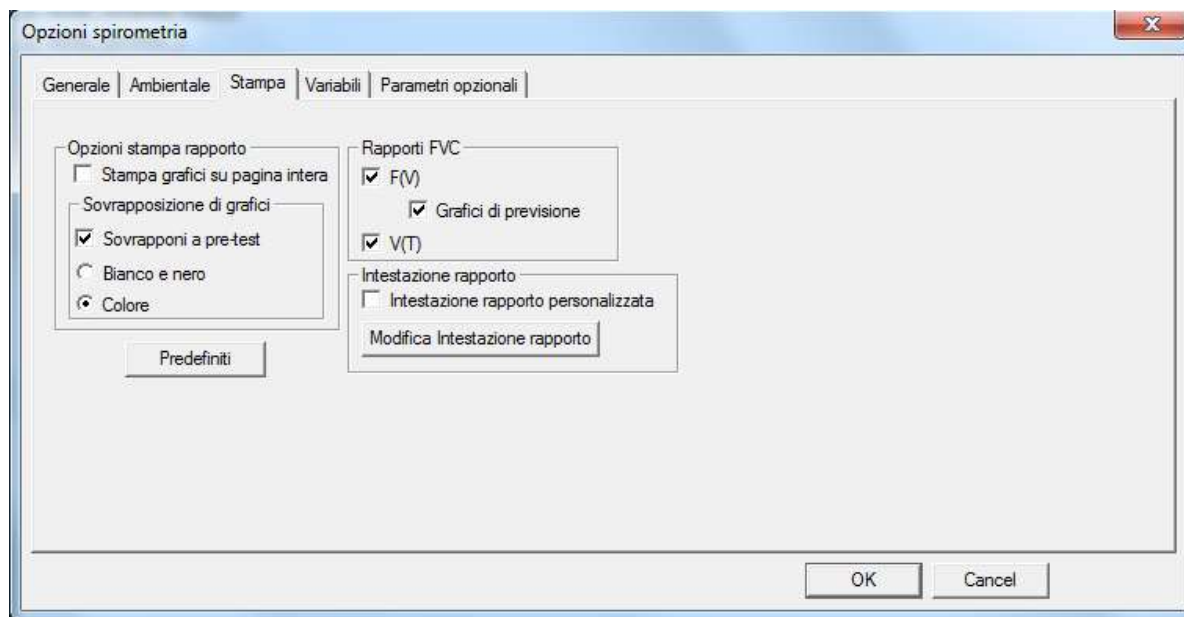 Opzioni spirometria
Generale
Ambientale
Stampa
Variabili
Parametri opzionali
Opzioni stampa rapporto
Stampa grafici su pagina intera
Sovrapposizione di grafici
Sovrapponi a pre-test
Bianco e nero
Colore
Predefiniti
Rapporti FVC
F(V)
Grafici di previsione
V(T)
Intestazione rapporto
Intestazione rapporto personalizzata
Modifica Intestazione rapporto
OK
Cancel